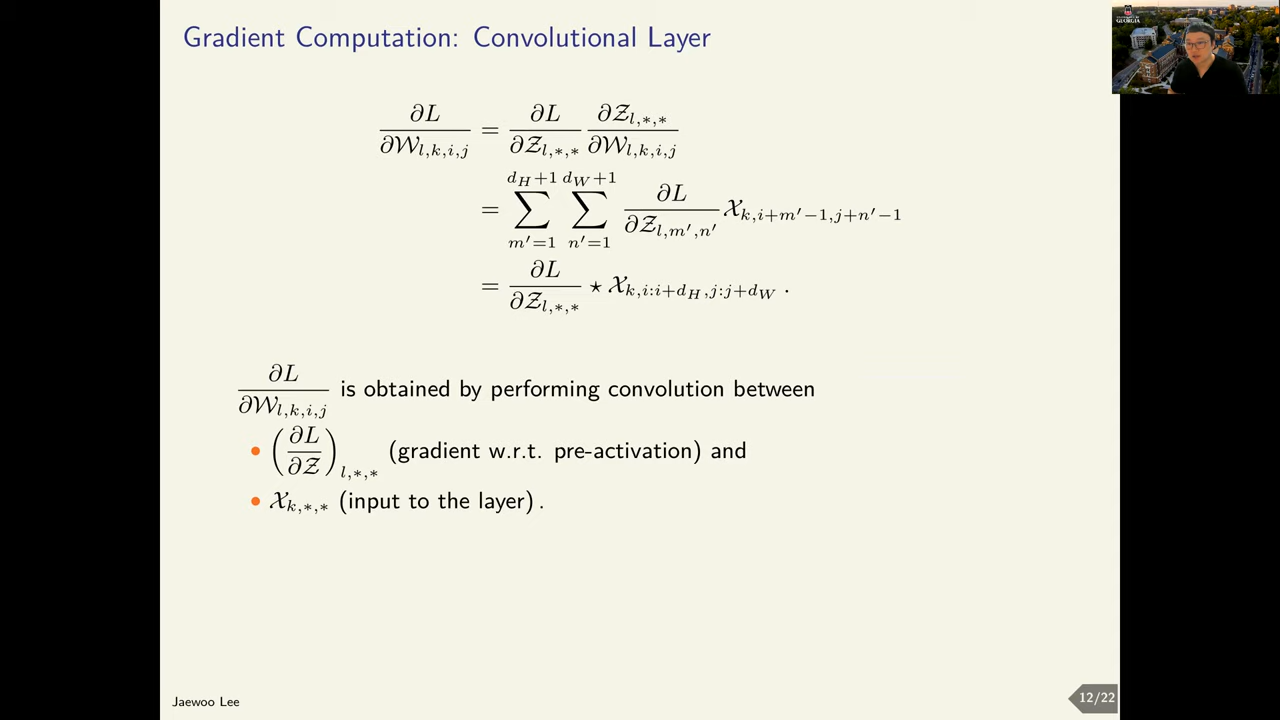 Gradient Computation: Convolutional Layer
∂L/∂𝒲_{l,k,i,j} = ∂L/∂𝒵_{l,∗,∗} ∂𝒵_{l,∗,∗}/∂𝒲_{l,k,i,j}
= ∑_{m′=1}^{d_H+1} ∑_{n′=1}^{d_W+1} ∂L/∂𝒵_{l,m′,n′} 𝒳_{k,i+m′−1,j+n′−1}
= ∂L/∂𝒵_{l,∗,∗} ⋆ 𝒳_{k,i:i+d_H,j:j+d_W} .
∂L/∂𝒲_{l,k,i,j} is obtained by performing convolution between
• (∂L/∂𝒵)_{l,∗,∗} (gradient w.r.t. pre-activation) and
• 𝒳_{k,∗,∗} (input to the layer) .
Jaewoo Lee
12/22
GEORGIA